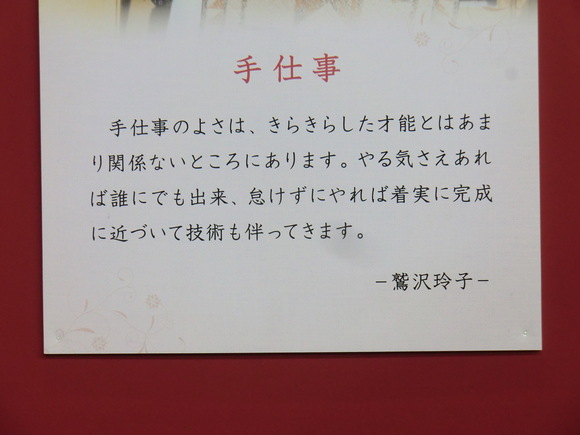 手仕事
手仕事のよさは、きらきらした才能とはあま
り関係ないところにあります。やる気さえあれ
ば誰にでも出来、怠けずにやれば着実に完成
に近づいて技術も伴ってきます。
－鷲沢玲子－